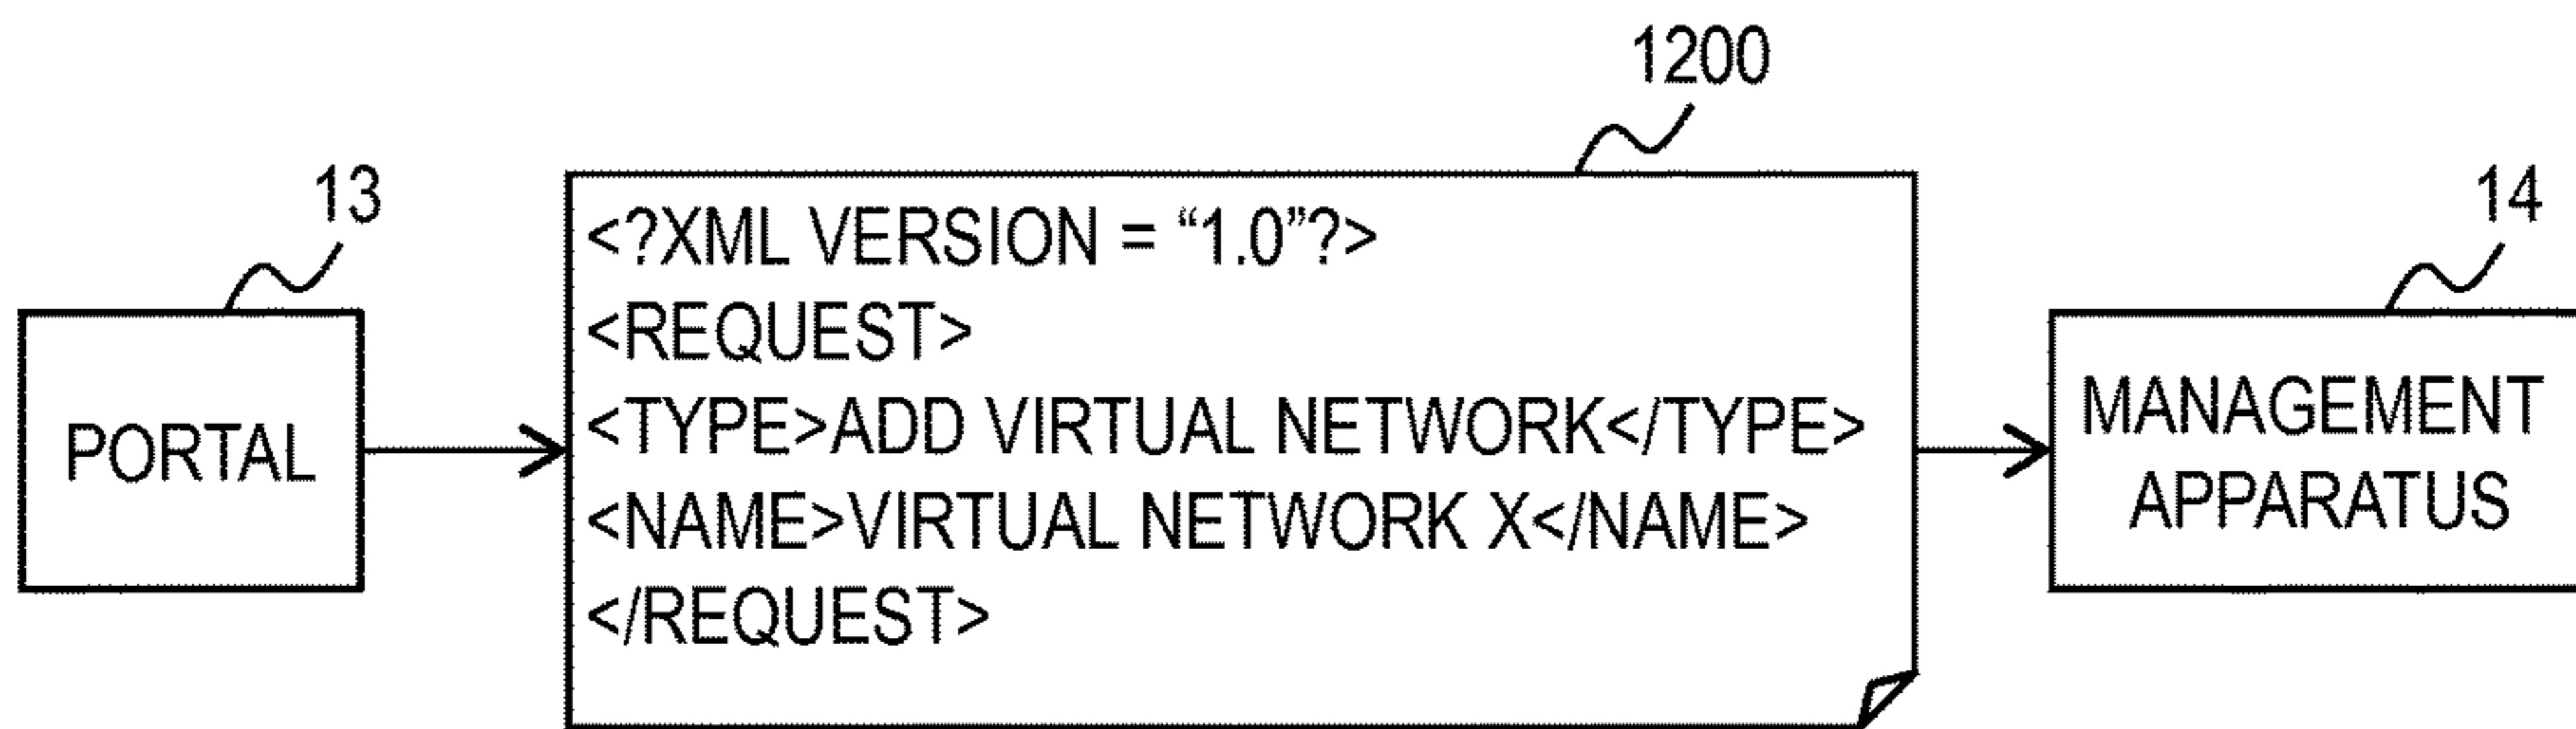 1200
13
14
<?XML VERSION = “1.0”?>
<REQUEST>
<TYPE>ADD VIRTUAL NETWORK</TYPE>
<NAME>VIRTUAL NETWORK X</NAME>
</REQUEST>
PORTAL
MANAGEMENT
APPARATUS